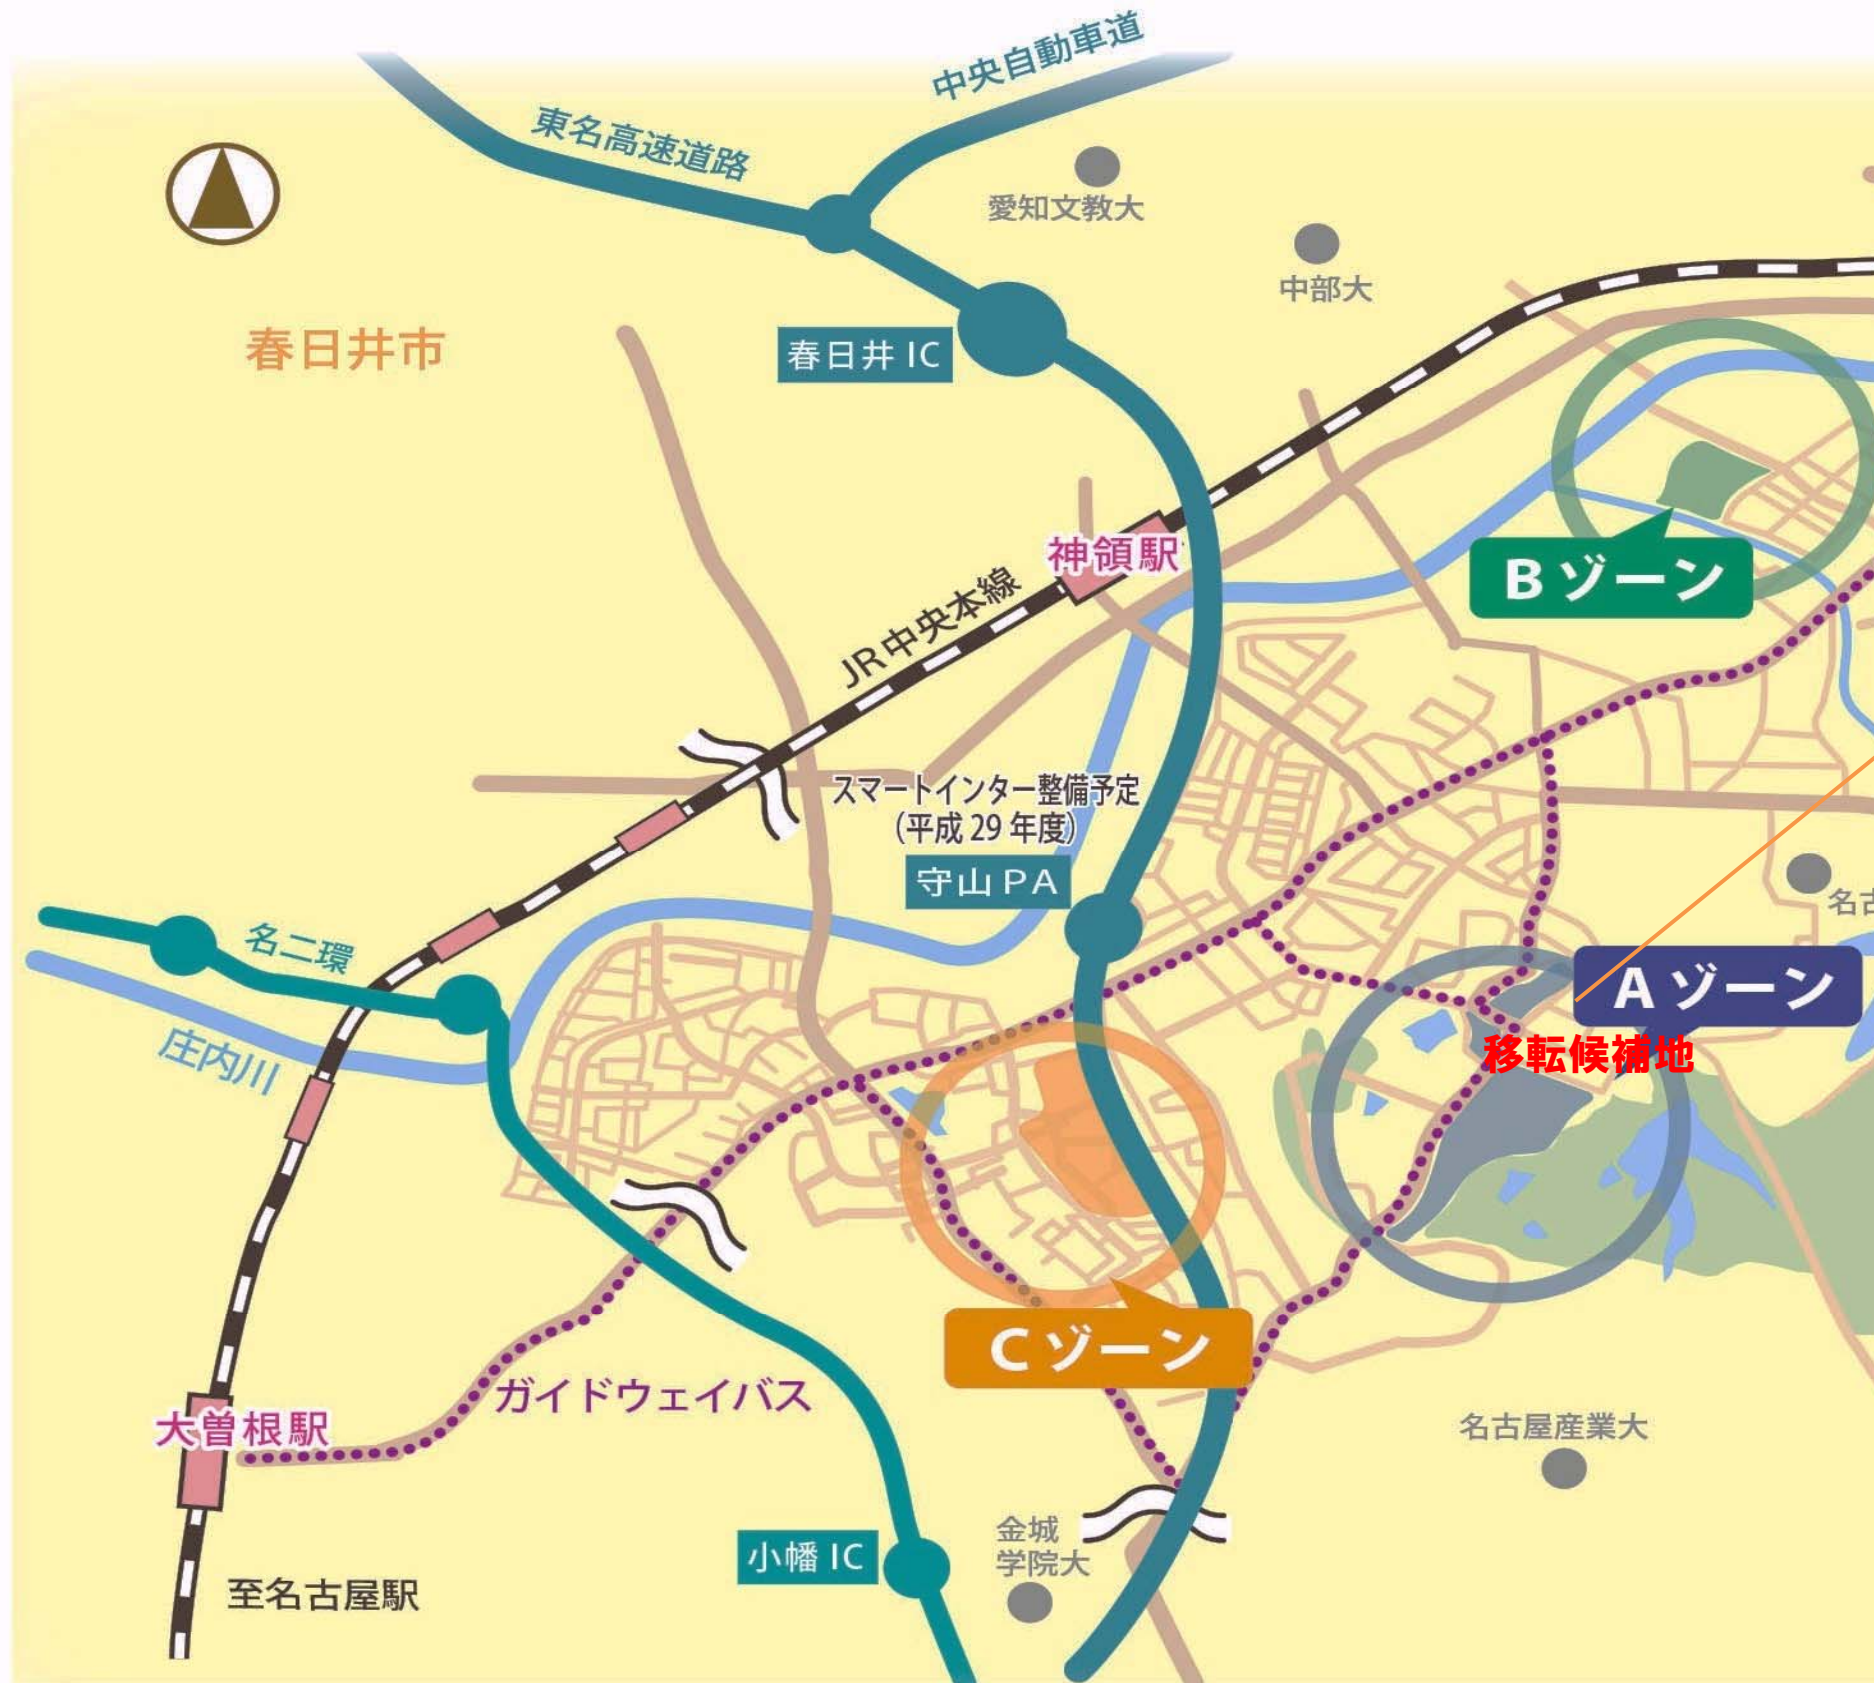 中央自動車道
東名高速道路
愛知文教大
中部大
春日井市
春日井 IC
神領駅
Bゾーン
JR中央本線
スマートインター整備予定
（平成 29 年度）
守山 PA
名古
名二環
Aゾーン
庄内川
移転候補地
Cゾーン
ガイドウェイバス
大曽根駅
名古屋産業大
金城
学院大
小幡 IC
至名古屋駅